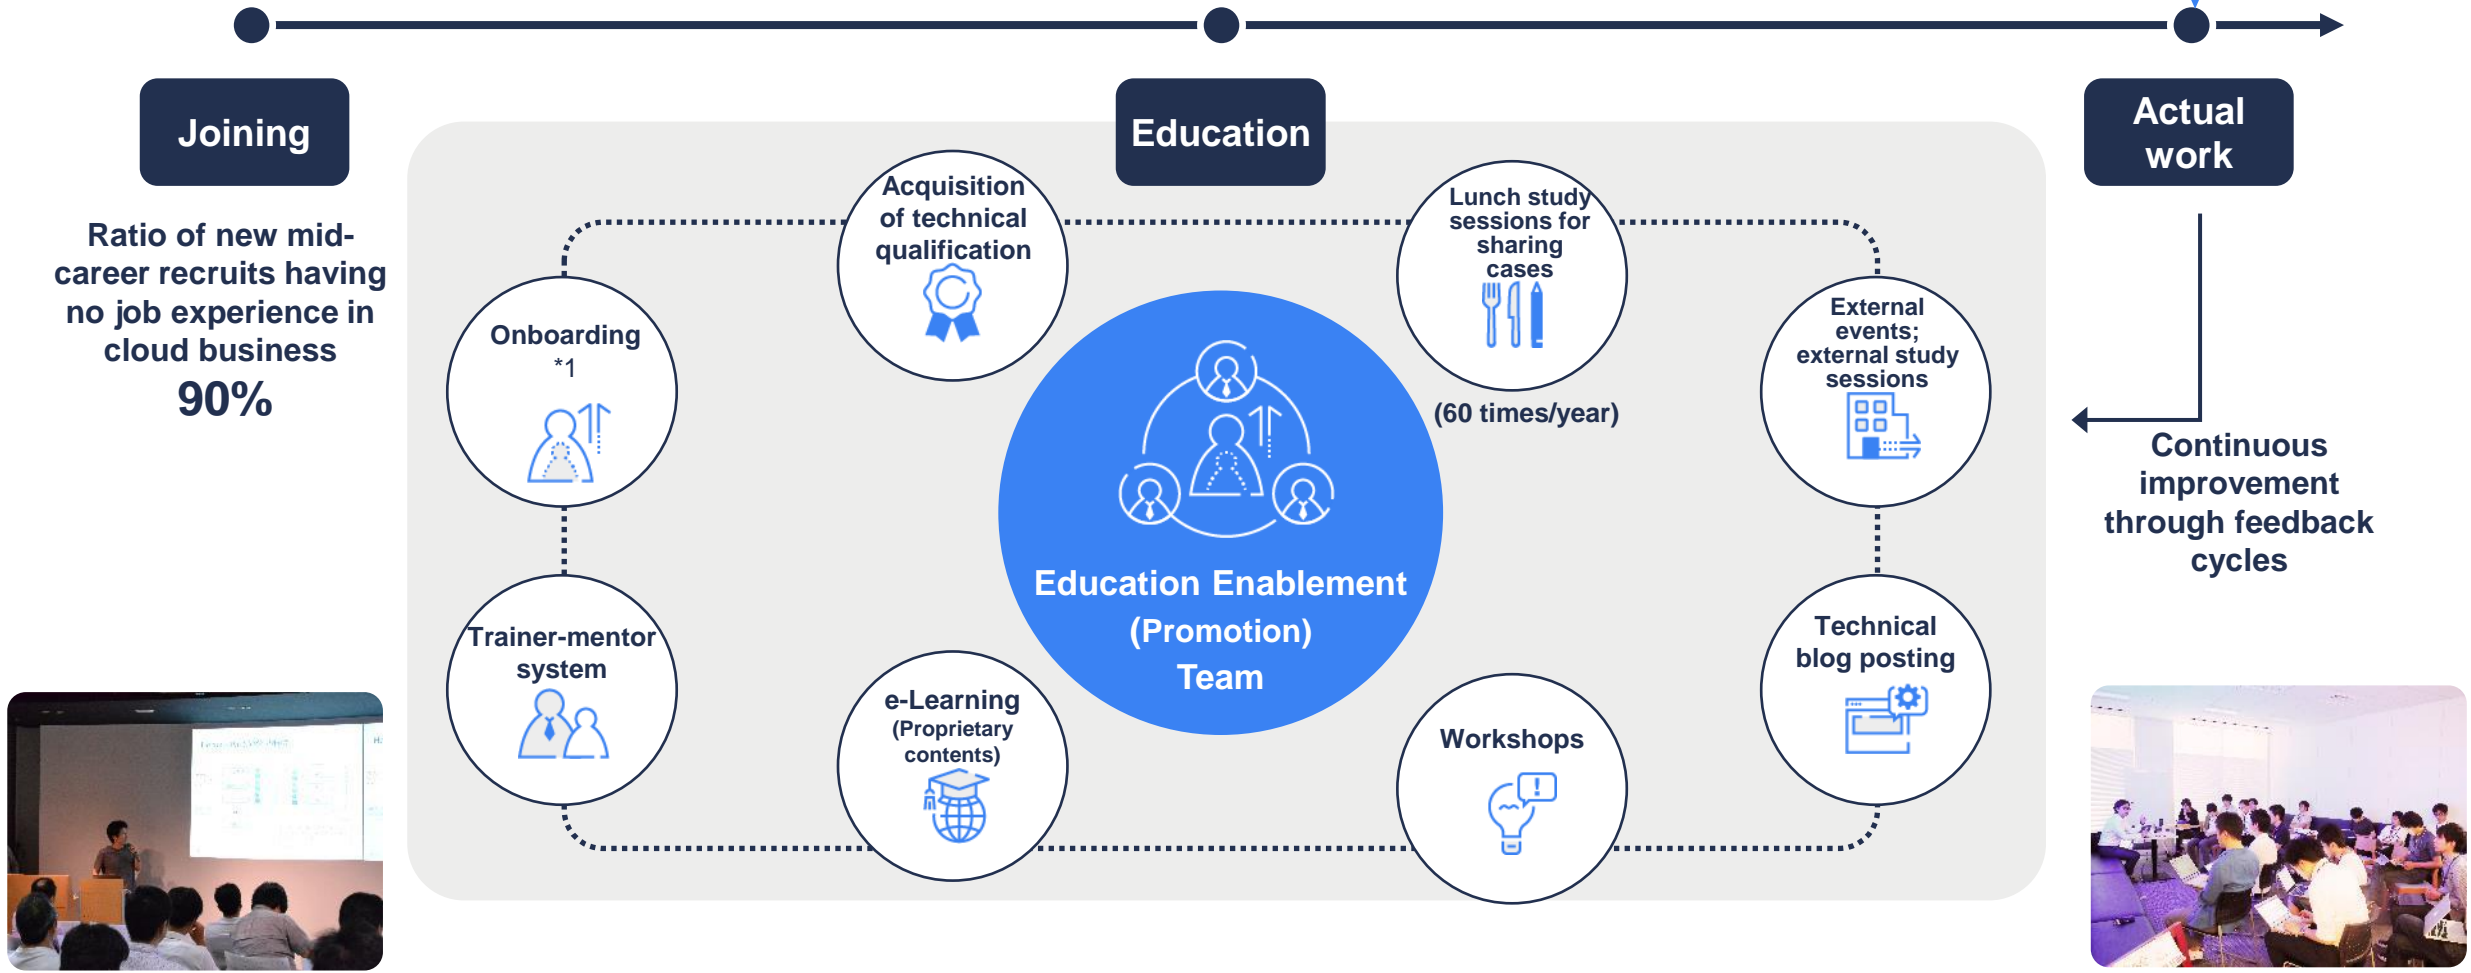 Joining
Education
Actual
work
Ratio of new mid-
career recruits having
no job experience in
cloud business
90%
Onboarding
*1
Acquisition
of technical
qualification
Lunch study
sessions for
sharing
cases
(60 times/year)
External
events;
external study
sessions
Trainer-mentor
system
e-Learning
(Proprietary
contents)
Workshops
Technical
blog posting
Education Enablement
(Promotion)
Team
Continuous
improvement
through feedback
cycles